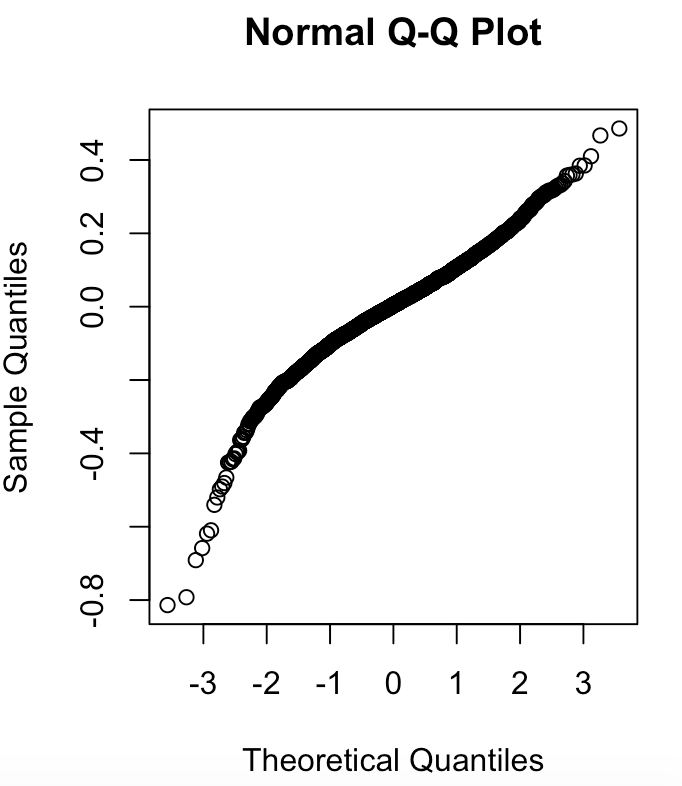 Normal Q-Q Plot
Sample Quantiles
0.4
0.2
0.0
-0.4
-0.8
-3 -2 -1 0 1 2 3
Theoretical Quantiles